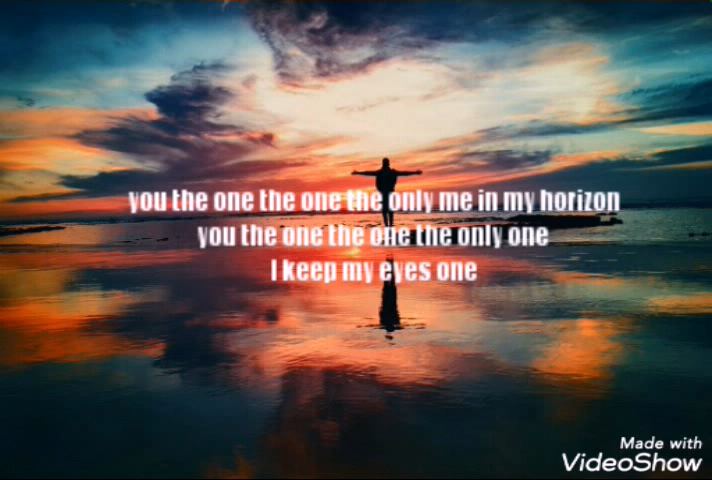 you the one the one the only me in my horizon
you the one the one the only one
I keep my eyes one
Made with
VideoShow